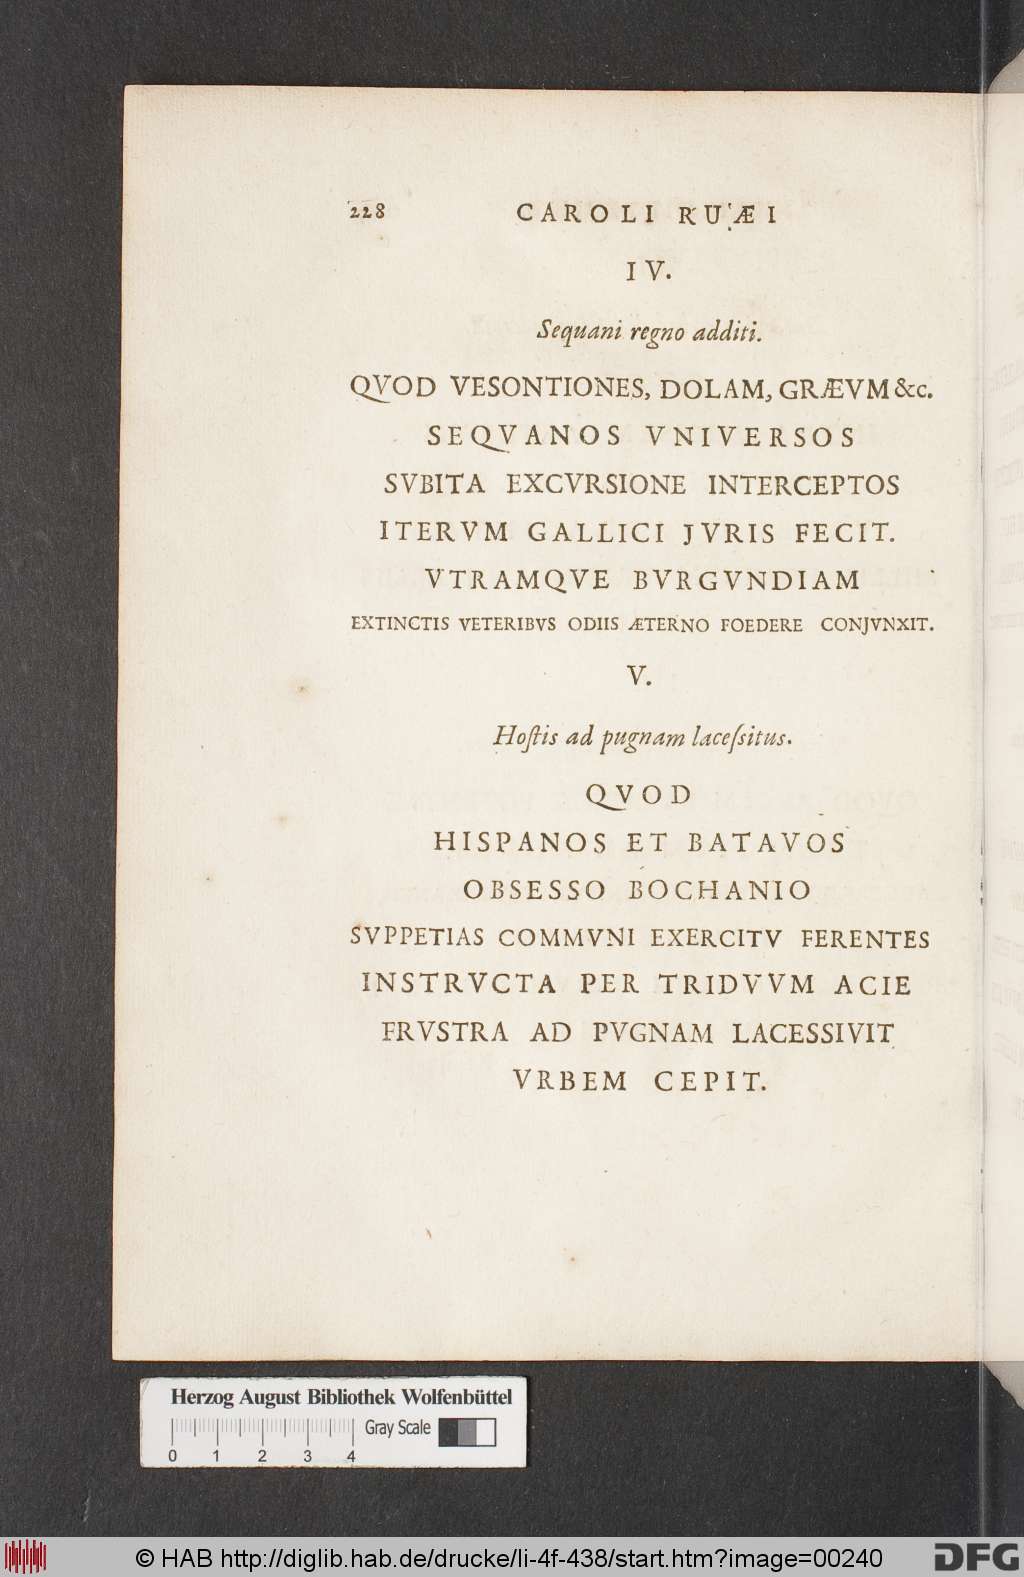 228 CAROLI RUÆI
IV.
Sequani regno additi.
QVOD VESONTIONES, DOLAM, GRÆVM &c.
SEQVANOS VNIVERSOS
SVBITA EXCVRSIONE INTERCEPTOS
ITERVM GALLICI JVRIS FECIT.
VTRAMQVE BVRGVNDIAM
EXTINCTIS VETERIBVS ODIIS ÆTERNO FOEDERE CONJVNXIT.
V.
Hoſtis ad pugnam laceſsitus.
QVOD
HISPANOS ET BATAVOS
OBSESSO BOCHANIO
SVPPETIAS COMMVNI EXERCITV FERENTES
INSTRVCTA PER TRIDVVM ACIE
FRVSTRA AD PVGNAM LACESSIVIT
VRBEM CEPIT.
Herzog August Bibliothek Wolfenbüttel
Gray Scale
0 1 2 3 4
© HAB http://diglib.hab.de/drucke/li-4f-438/start.htm?image=00240
DFG